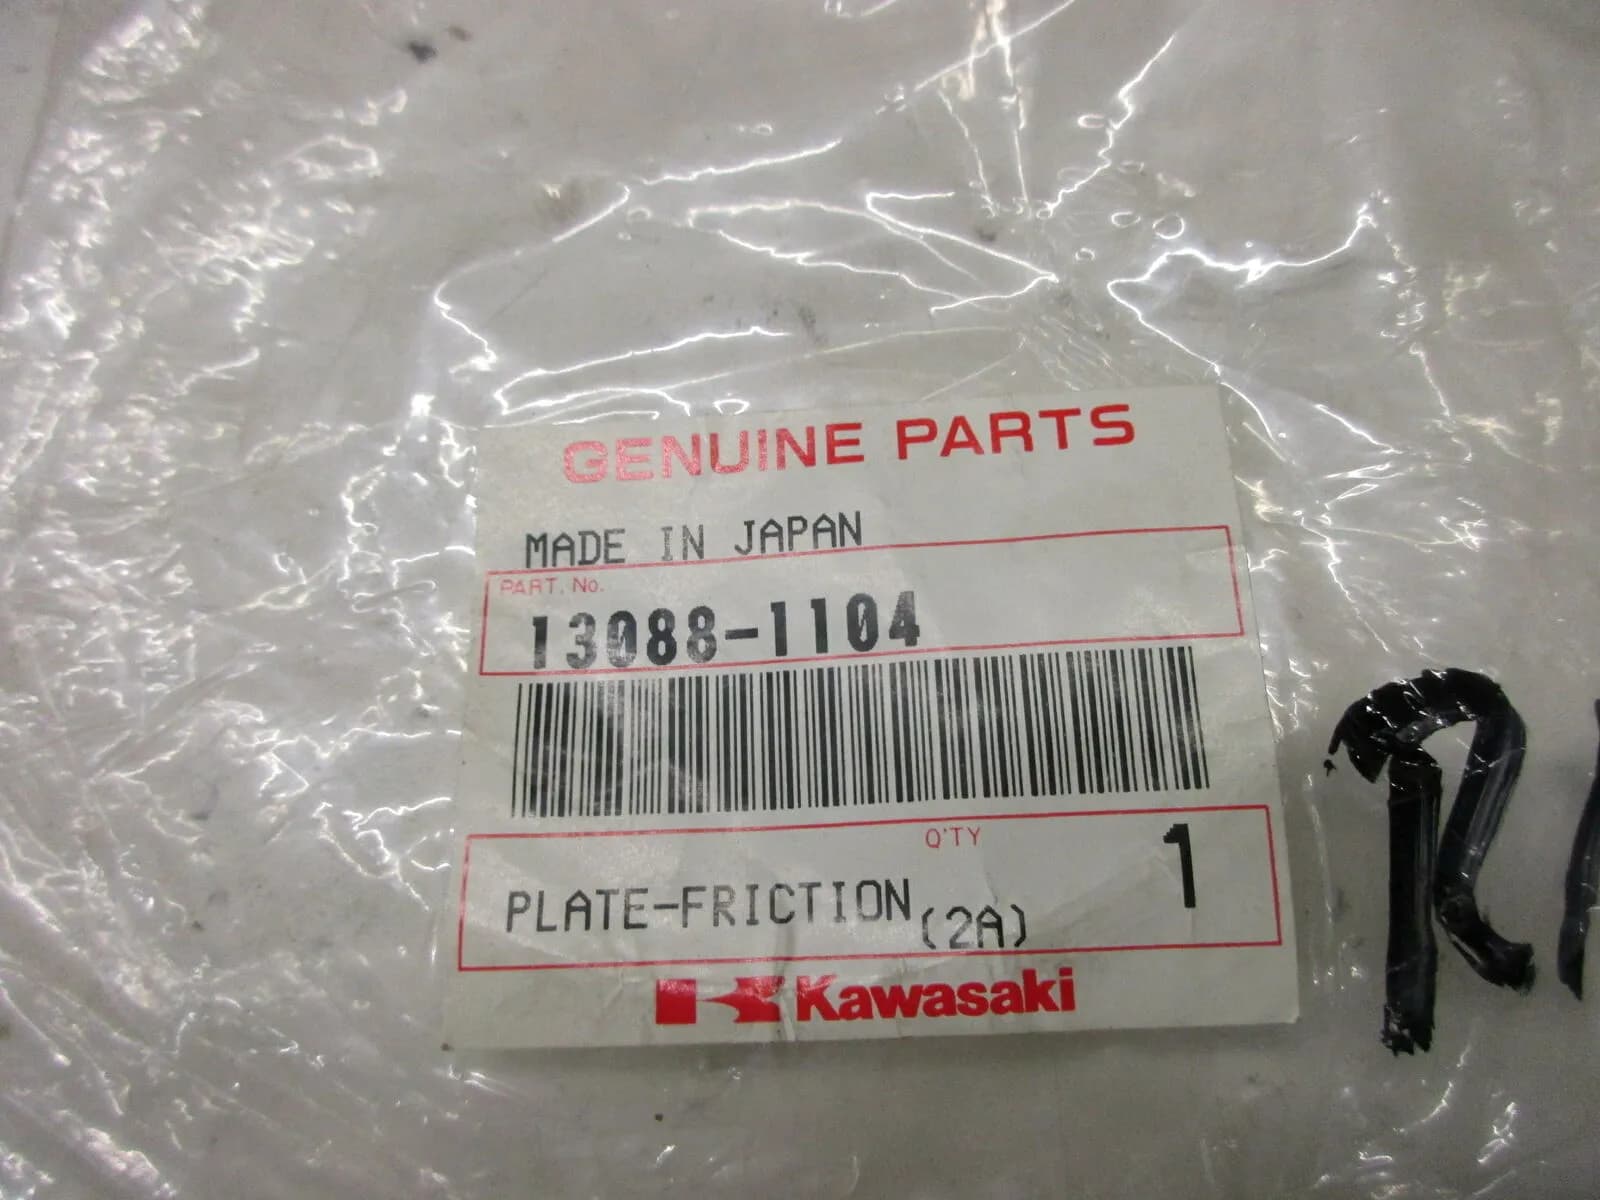 GENUINE PARTS
MADE IN JAPAN
PART. No.
13088-1104
Q'TY
1
PLATE-FRICTION (2A)
Kawasaki